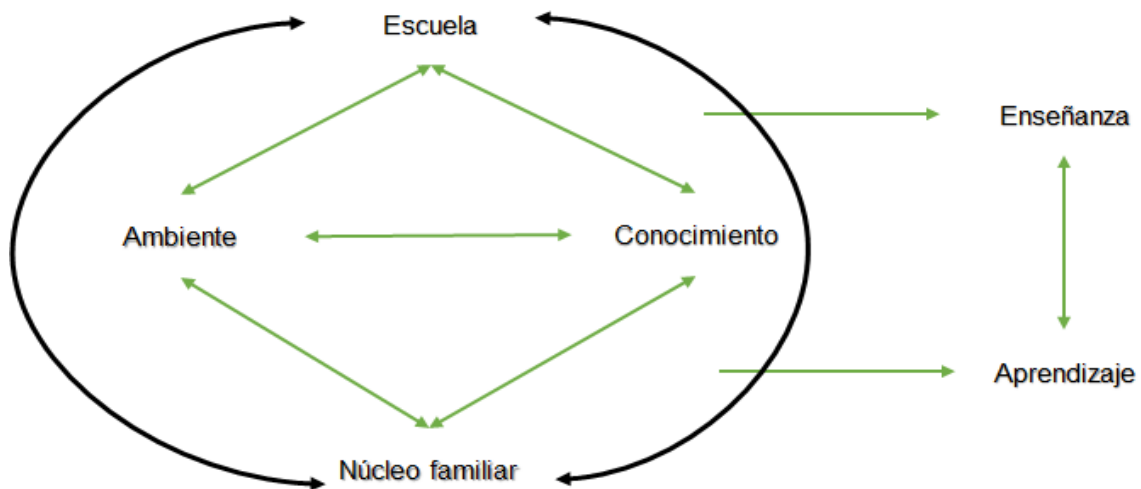 Escuela
Enseñanza
Ambiente
Conocimiento
Aprendizaje
Núcleo familiar